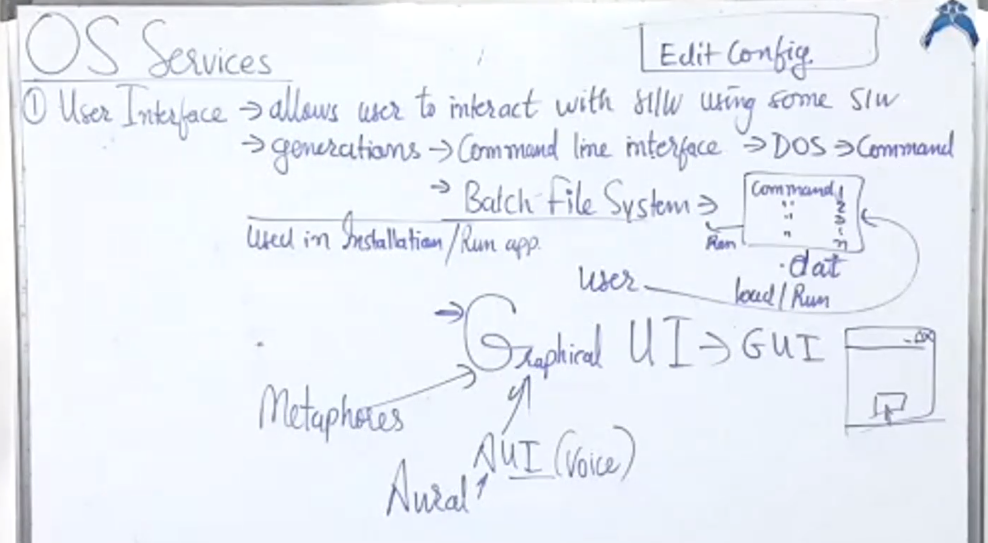 OS Services
Edit Config.
① User Interface → allows user to interact with H/W using some S/W
→ generations → Command line interface → DOS → Command
→ Batch File System →
Command 1
" 2
" 3
" n
Run
Used in Installation/Run app.
.dat
User
load/Run
→ Graphical UI → GUI
Metaphores
AUI (Voice)
Aural